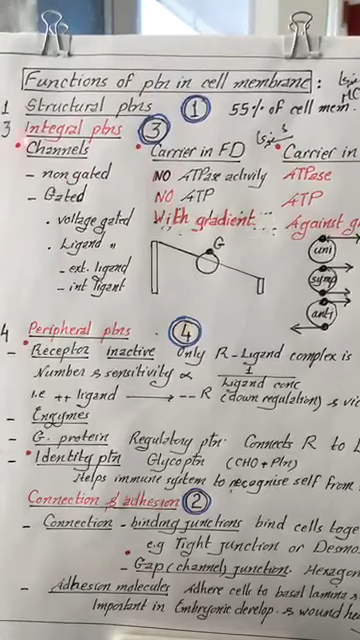 Functions of ptn in cell membrane:
1 Structural ptns 1 55% of cell mem.
3 Integral ptns 3
Channels Carrier in FD Carrier in
- non gated NO ATPase activity ATPase
- Gated NO ATP ATP
. voltage gated With gradient... Against g
. Ligand "
- ext. ligand G uni
- int ligant symp
anti
4 Peripheral ptns 4
- Receptor inactive Only R-Ligand complex is
Number & sensitivity ∝ 1 / Ligand conc
i.e ++ ligand → -- R (down regulation) & vic
- Enzymes
- G. protein Regulatory ptn. Connects R to
- Identity ptn Glycoptn (CHO + Ptn)
Helps immune system to recognise self from
Connection & adhesion 2
- Connection - binding junctions bind cells toge
e.g Tight junction or Desmo
- Gap (channel) junction. Hexagon
- Adhesion molecules Adhere cells to basal lamina &
Important in Embryonic develop. & wound hea